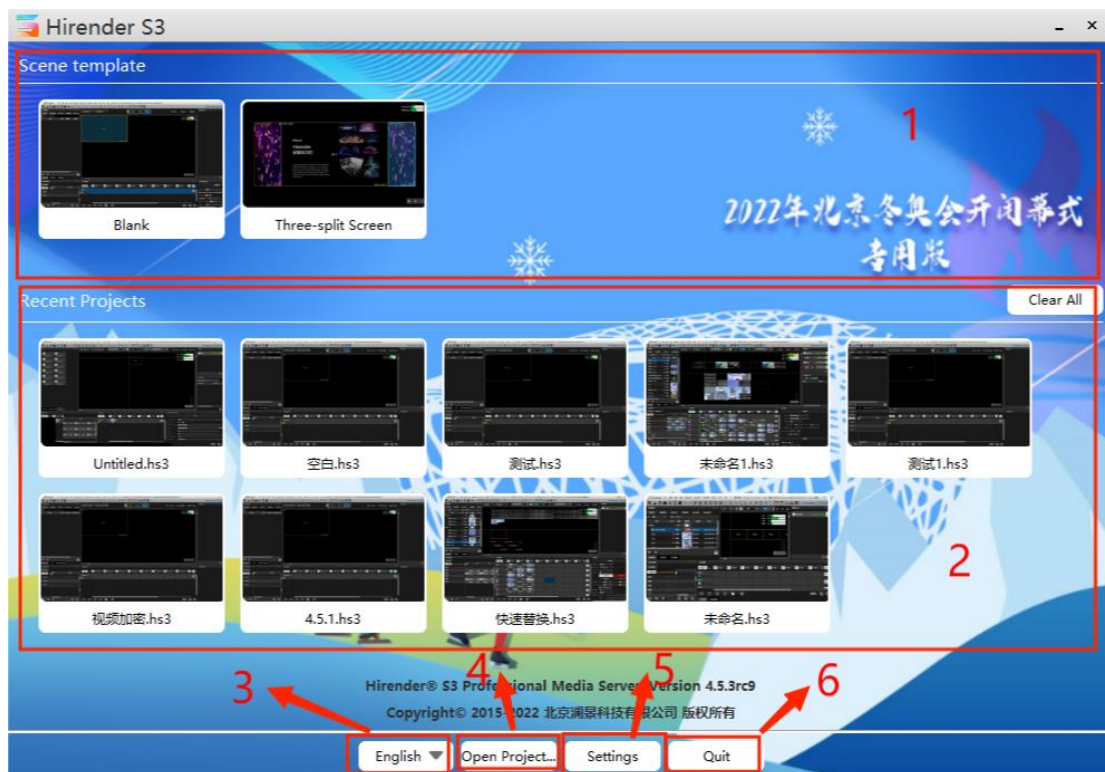 Hirender S3
Scene template
1
Blank
Three-split Screen
2022年北京冬奥会开闭幕式
专用版
Recent Projects
Clear All
Untitled.hs3
空白.hs3
测试.hs3
未命名1.hs3
测试1.hs3
2
视频加密.hs3
4.5.1.hs3
快速替换.hs3
未命名.hs3
3
4
5
6
Hirender® S3 Professional Media Server Version 4.5.3rc9
Copyright© 2015-2022 北京澜景科技有限公司 版权所有
English
Open Project...
Settings
Quit